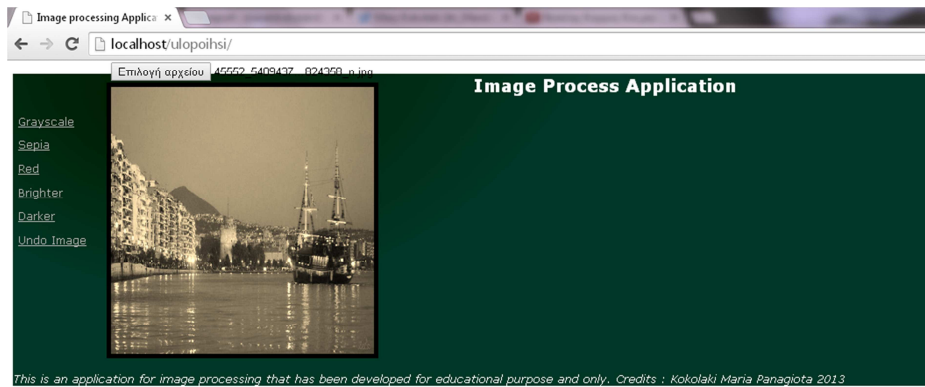 Image processing Applica ×
localhost/ulopoihsi/
Επιλογή αρχείου
Image Process Application
Grayscale
Sepia
Red
Brighter
Darker
Undo Image
This is an application for image processing that has been developed for educational purpose and only. Credits : Kokolaki Maria Panagiota 2013